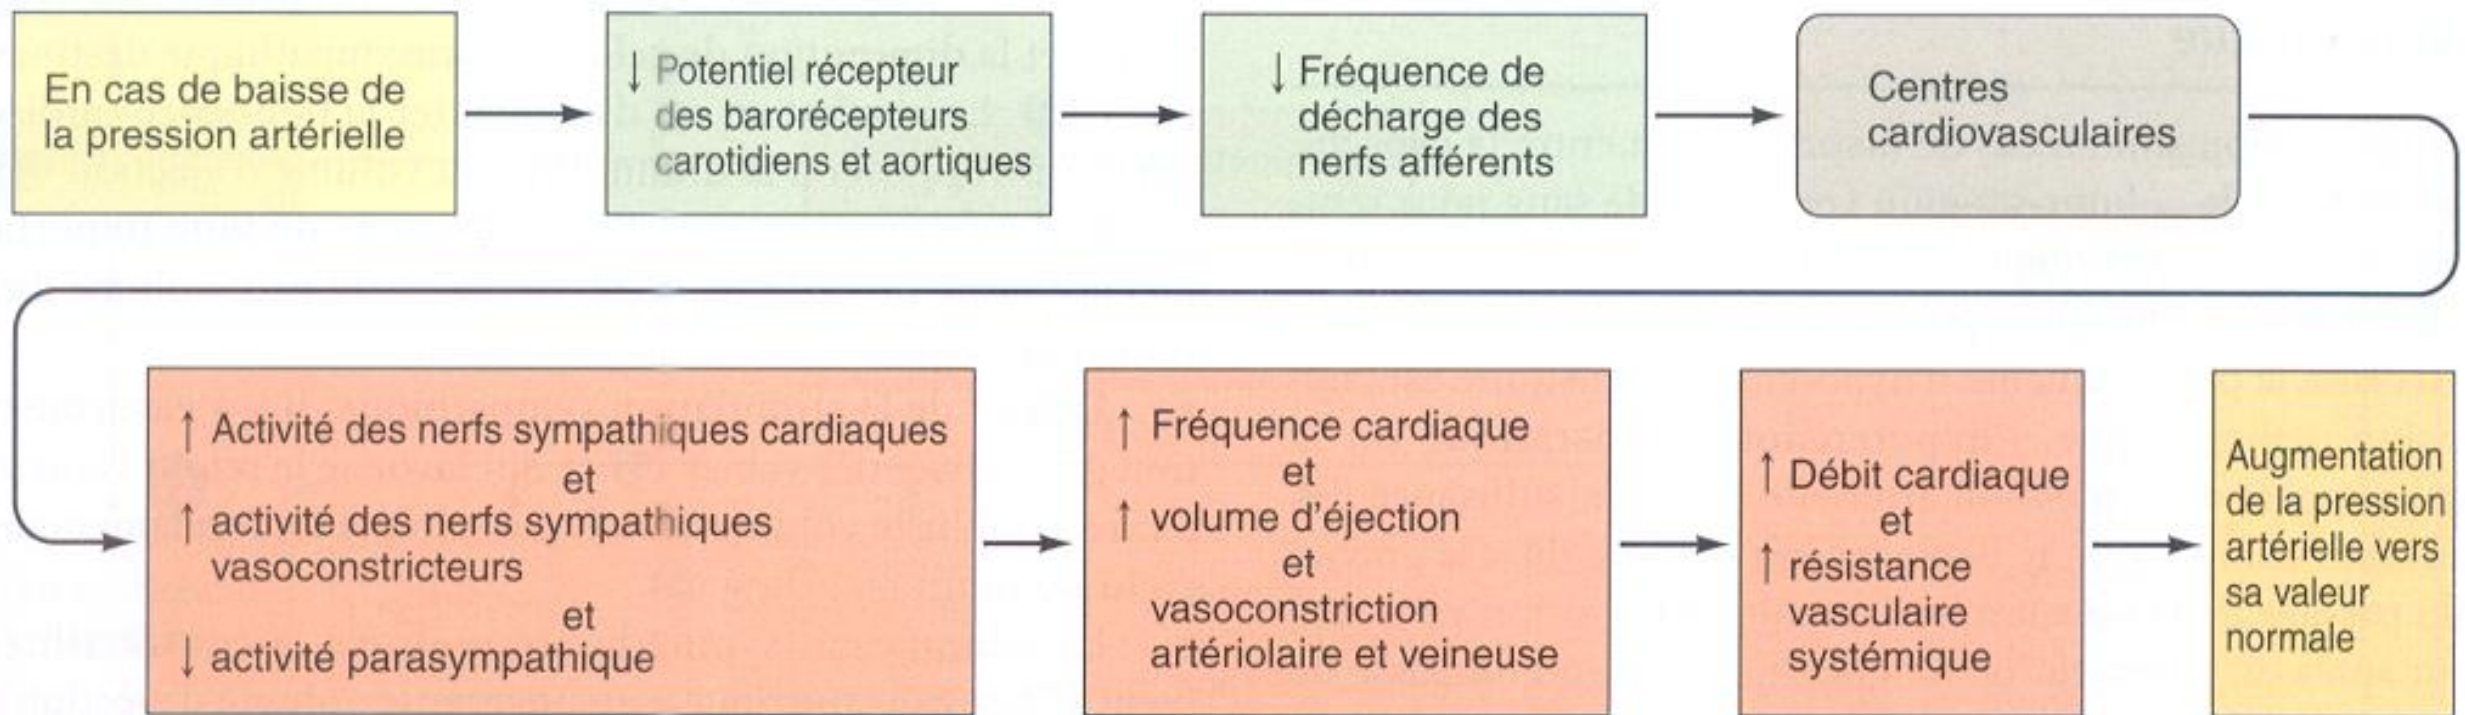 En cas de baisse de
la pression artérielle
↓ Potentiel récepteur
des barorécepteurs
carotidiens et aortiques
↓ Fréquence de
décharge des
nerfs afférents
Centres
cardiovasculaires
↑ Activité des nerfs sympathiques cardiaques
et
↑ activité des nerfs sympathiques
vasoconstricteurs
et
↓ activité parasympathique
↑ Fréquence cardiaque
et
↑ volume d'éjection
et
vasoconstriction
artériolaire et veineuse
↑ Débit cardiaque
et
↑ résistance
vasculaire
systémique
Augmentation
de la pression
artérielle vers
sa valeur
normale